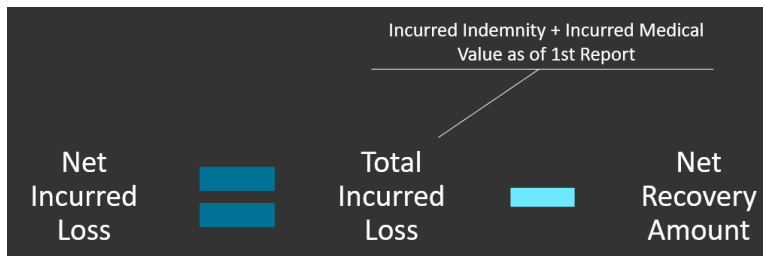 Incurred Indemnity + Incurred Medical
Value as of 1st Report
Net
Incurred
Loss
Total
Incurred
Loss
Net
Recovery
Amount